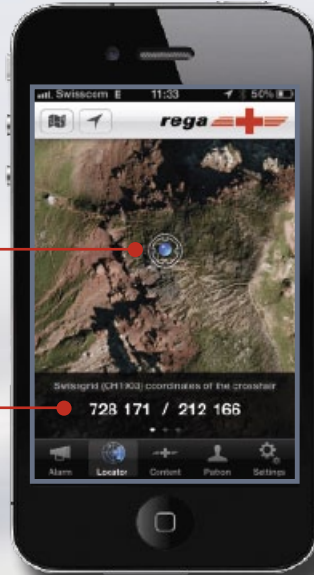 Swisscom E 11:33 50%
rega
Swissgrid (CH1903) coordinates of the crosshair
728 171 / 212 166
Alarm Locator Content Patron Settings